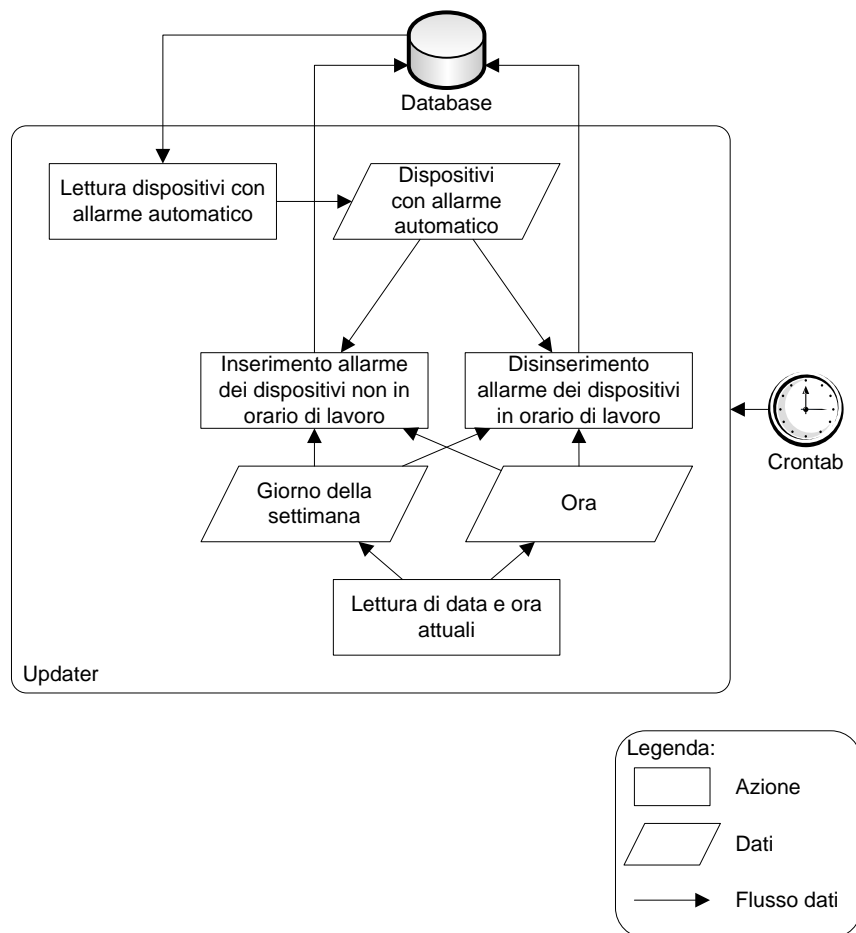 Database
Lettura dispositivi con
allarme automatico
Dispositivi
con allarme
automatico
Inserimento allarme
dei dispositivi non in
orario di lavoro
Disinserimento
allarme dei dispositivi
in orario di lavoro
Crontab
Giorno della
settimana
Ora
Lettura di data e ora
attuali
Updater
Legenda:
Azione
Dati
Flusso dati